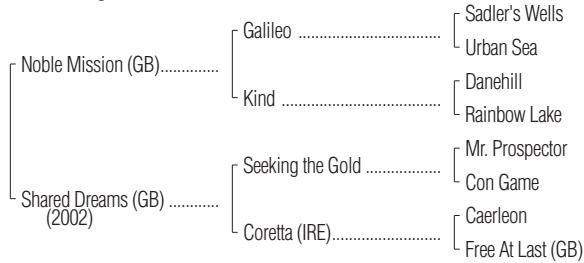 Sadler's Wells
Galileo ..............................
Urban Sea
Noble Mission (GB)..............
Danehill
Kind ..................................
Rainbow Lake
Mr. Prospector
Seeking the Gold ................
Con Game
Shared Dreams (GB) ............
(2002)
Caerleon
Coretta (IRE).......................
Free At Last (GB)